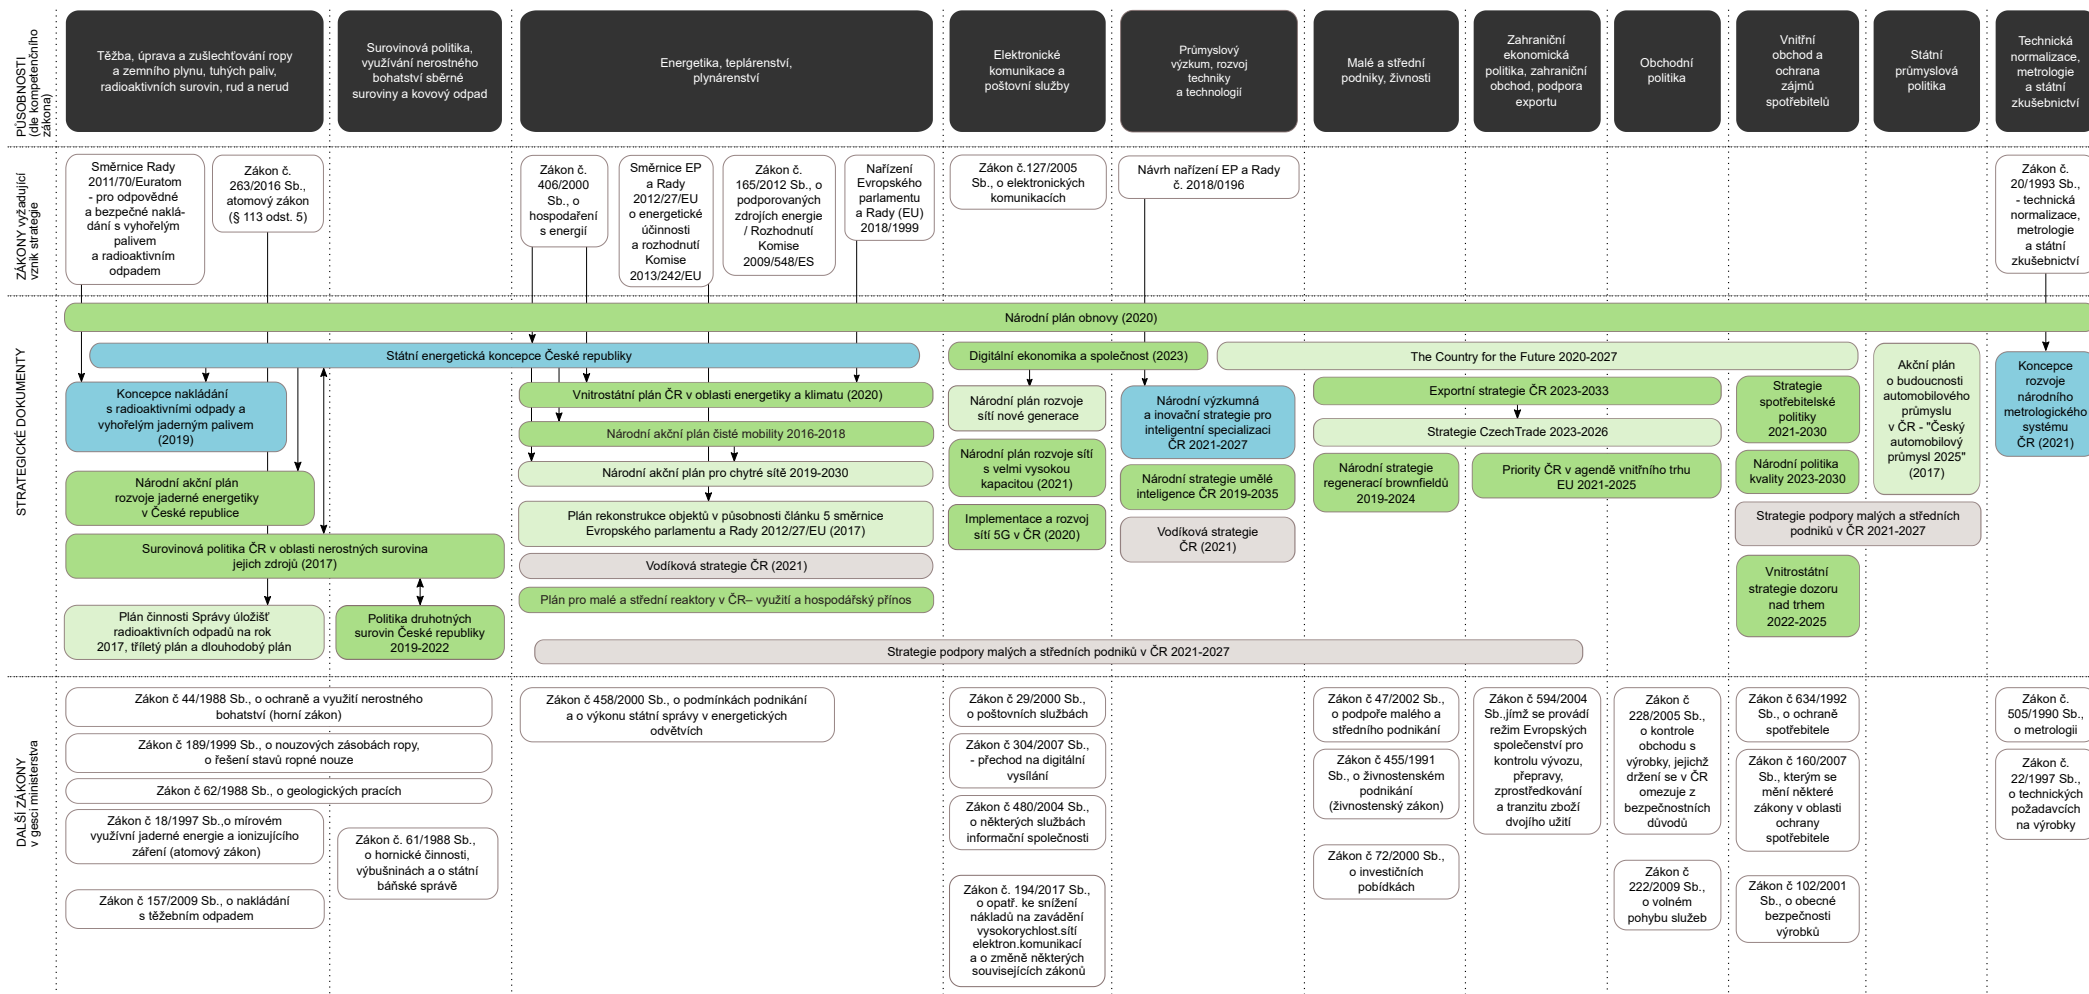 PŮSOBNOSTI
(dle kompetenčního
zákona)
Těžba, úprava a zušlechťování ropy
a zemního plynu, tuhých paliv,
radioaktivních surovin, rud a nerud
Surovinová politika,
využívání nerostného
bohatství sběrné
suroviny a kovový odpad
Energetika, teplárenství,
plynárenství
Elektronické
komunikace a
poštovní služby
Průmyslový
výzkum, rozvoj
techniky
a technologií
Malé a střední
podniky, živnosti
Zahraniční
ekonomická
politika, zahraniční
obchod, podpora
exportu
Obchodní
politika
Vnitřní
obchod a
ochrana
zájmů
spotřebitelů
Státní
průmyslová
politika
Technická
normalizace,
metrologie
a státní
zkušebnictví
ZÁKONY vyžadující
vznik strategie
Směrnice Rady
2011/70/Euratom
- pro odpovědné
a bezpečné naklá-
dání s vyhořelým
palivem
a radioaktivním
odpadem
Zákon č.
263/2016 Sb.,
atomový zákon
(§ 113 odst. 5)
Zákon č.
406/2000
Sb., o
hospodaření
s energií
Směrnice EP
a Rady
2012/27/EU
o energetické
účinnosti
a rozhodnutí
Komise
2013/242/EU
Zákon č.
165/2012 Sb., o
podporovaných
zdrojích energie
/ Rozhodnutí
Komise
2009/548/ES
Nařízení
Evropského
parlamentu
a Rady (EU)
2018/1999
Zákon č.127/2005
Sb., o elektronických
komunikacích
Návrh nařízení EP a Rady
č. 2018/0196
Zákon č.
20/1993 Sb.,
- technická
normalizace,
metrologie
a státní
zkušebnictví
STRATEGICKÉ DOKUMENTY
Národní plán obnovy (2020)
Státní energetická koncepce České republiky
Digitální ekonomika a společnost (2023)
The Country for the Future 2020-2027
Koncepce nakládání
s radioaktivními odpady a
vyhořelým jaderným palivem
(2019)
Národní akční plán
rozvoje jaderné energetiky
v České republice
Surovinová politika ČR v oblasti nerostných surovina
jejich zdrojů (2017)
Plán činnosti Správy úložišť
radioaktivních odpadů na rok
2017, tříletý plán a dlouhodobý plán
Politika druhotných
surovin České republiky
2019-2022
Vnitrostátní plán ČR v oblasti energetiky a klimatu (2020)
Národní akční plán čisté mobility 2016-2018
Národní akční plán pro chytré sítě 2019-2030
Plán rekonstrukce objektů v působnosti článku 5 směrnice
Evropského parlamentu a Rady 2012/27/EU (2017)
Vodíková strategie ČR (2021)
Plán pro malé a střední reaktory v ČR– využití a hospodářský přínos
Strategie podpory malých a středních podniků v ČR 2021-2027
Národní plán rozvoje
sítí nové generace
Národní plán rozvoje sítí
s velmi vysokou
kapacitou (2021)
Implementace a rozvoj
sítí 5G v ČR (2020)
Národní výzkumná
a inovační strategie pro
inteligentní specializaci
ČR 2021-2027
Národní strategie umělé
inteligence ČR 2019-2035
Vodíková strategie
ČR (2021)
Exportní strategie ČR 2023-2033
Strategie CzechTrade 2023-2026
Národní strategie
regenerací brownfieldů
2019-2024
Priority ČR v agendě vnitřního trhu
EU 2021-2025
Strategie
spotřebitelské
politiky
2021-2030
Národní politika
kvality 2023-2030
Strategie podpory malých a středních
podniků v ČR 2021-2027
Vnitrostátní
strategie dozoru
nad trhem
2022-2025
Akční plán
o budoucnosti
automobilového
průmyslu
v ČR - "Český
automobilový
průmysl 2025"
(2017)
Koncepce
rozvoje
národního
metrologického
systému
ČR (2021)
DALŠÍ ZÁKONY
v gesci ministerstva
Zákon č 44/1988 Sb., o ochraně a využití nerostného
bohatství (horní zákon)
Zákon č 189/1999 Sb., o nouzových zásobách ropy,
o řešení stavů ropné nouze
Zákon č 62/1988 Sb., o geologických pracích
Zákon č 18/1997 Sb.,o mírovém
využívní jaderné energie a ionizujícího
záření (atomový zákon)
Zákon č 157/2009 Sb., o nakládání
s těžebním odpadem
Zákon č. 61/1988 Sb.,
o hornické činnosti,
výbušninách a o státní
báňské správě
Zákon č 458/2000 Sb., o podmínkách podnikání
a o výkonu státní správy v energetických
odvětvích
Zákon č 29/2000 Sb.,
o poštovních službách
Zákon č 304/2007 Sb.,
- přechod na digitální
vysílání
Zákon č 480/2004 Sb.,
o některých službách
informační společnosti
Zákon č. 194/2017 Sb.,
o opatř. ke snížení
nákladů na zavádění
vysokorychlost.sítí
elektron.komunikací
a o změně některých
souvisejících zákonů
Zákon č 47/2002 Sb.,
o podpoře malého a
středního podnikání
Zákon č 455/1991
Sb., o živnostenském
podnikání
(živnostenský zákon)
Zákon č 72/2000 Sb.,
o investičních
pobídkách
Zákon č 594/2004
Sb.,jímž se provádí
režim Evropských
společenství pro
kontrolu vývozu,
přepravy,
zprostředkování
a tranzitu zboží
dvojího užití
Zákon č
228/2005 Sb.,
o kontrole
obchodu s
výrobky, jejichž
držení se v ČR
omezuje z
bezpečnostních
důvodů
Zákon č
222/2009 Sb.,
o volném
pohybu služeb
Zákon č 634/1992
Sb., o ochraně
spotřebitele
Zákon č 160/2007
Sb., kterým se
mění některé
zákony v oblasti
ochrany
spotřebitele
Zákon č 102/2001
Sb., o obecné
bezpečnosti
výrobků
Zákon č.
505/1990 Sb.,
o metrologii
Zákon č.
22/1997 Sb.,
o technických
požadavcích
na výrobky